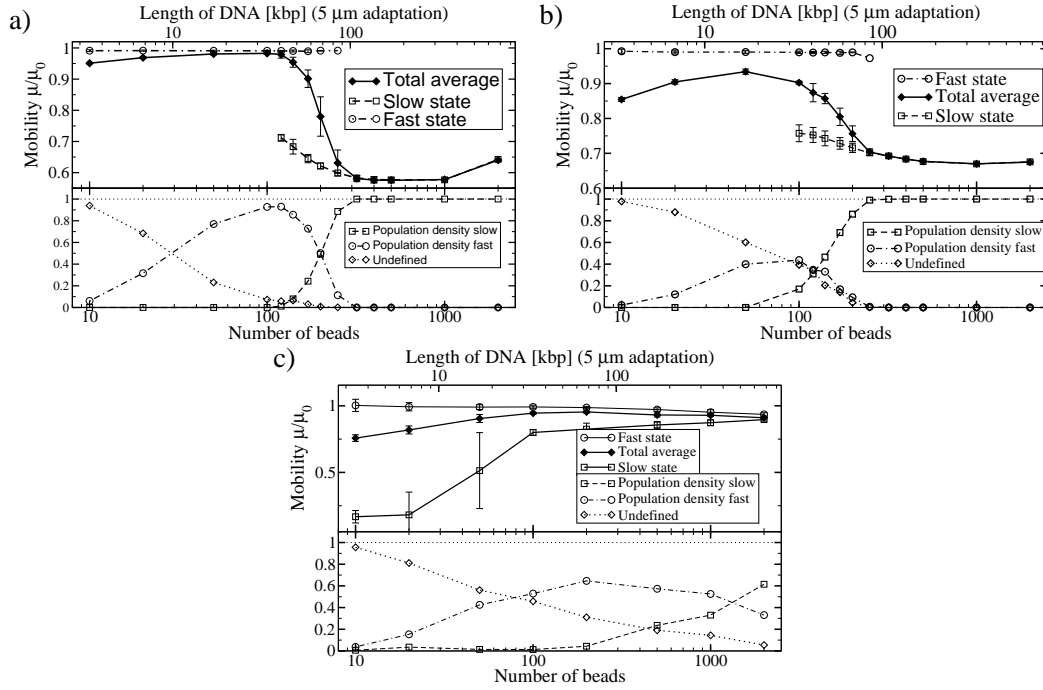 a)
Length of DNA [kbp] (5 μm adaptation)
10
100
1
0.9
0.8
0.7
0.6
Mobility μ/μ0
Total average
Slow state
Fast state
1
0.8
0.6
0.4
0.2
0
Population density slow
Population density fast
Undefined
10
100
1000
Number of beads
b)
Length of DNA [kbp] (5 μm adaptation)
10
100
1
0.9
0.8
0.7
0.6
Mobility μ/μ0
Fast state
Total average
Slow state
1
0.8
0.6
0.4
0.2
0
Population density slow
Population density fast
Undefined
10
100
1000
Number of beads
c)
Length of DNA [kbp] (5 μm adaptation)
10
100
1
0.5
Mobility μ/μ0
Fast state
Total average
Slow state
Population density slow
Population density fast
Undefined
1
0.8
0.6
0.4
0.2
0
10
100
1000
Number of beads